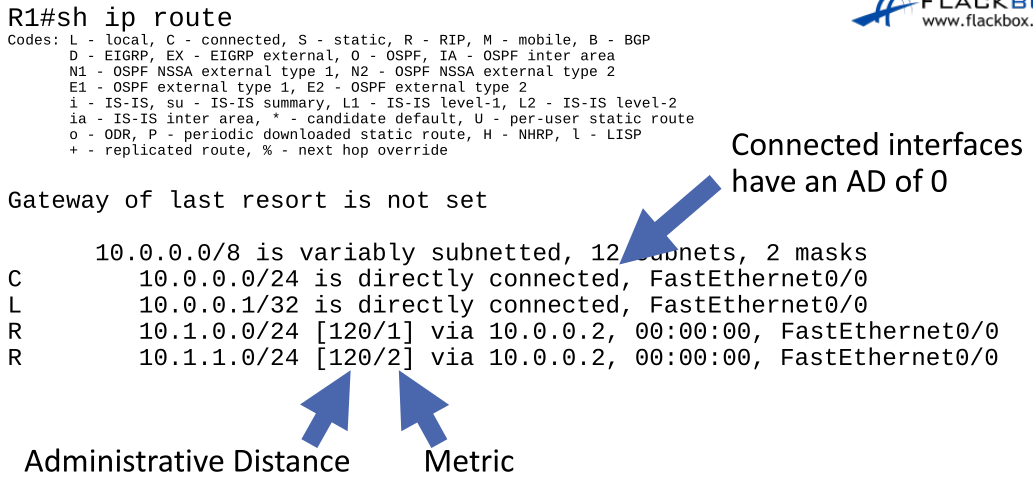 R1#sh ip route
FLACKB
www.flackbox.
Codes: L - local, C - connected, S - static, R - RIP, M - mobile, B - BGP
D - EIGRP, EX - EIGRP external, O - OSPF, IA - OSPF inter area
N1 - OSPF NSSA external type 1, N2 - OSPF NSSA external type 2
E1 - OSPF external type 1, E2 - OSPF external type 2
i - IS-IS, su - IS-IS summary, L1 - IS-IS level-1, L2 - IS-IS level-2
ia - IS-IS inter area, * - candidate default, U - per-user static route
o - ODR, P - periodic downloaded static route, H - NHRP, l - LISP
+ - replicated route, % - next hop override
Connected interfaces
have an AD of 0
Gateway of last resort is not set
10.0.0.0/8 is variably subnetted, 12 subnets, 2 masks
C 10.0.0.0/24 is directly connected, FastEthernet0/0
L 10.0.0.1/32 is directly connected, FastEthernet0/0
R 10.1.0.0/24 [120/1] via 10.0.0.2, 00:00:00, FastEthernet0/0
R 10.1.1.0/24 [120/2] via 10.0.0.2, 00:00:00, FastEthernet0/0
Administrative Distance Metric